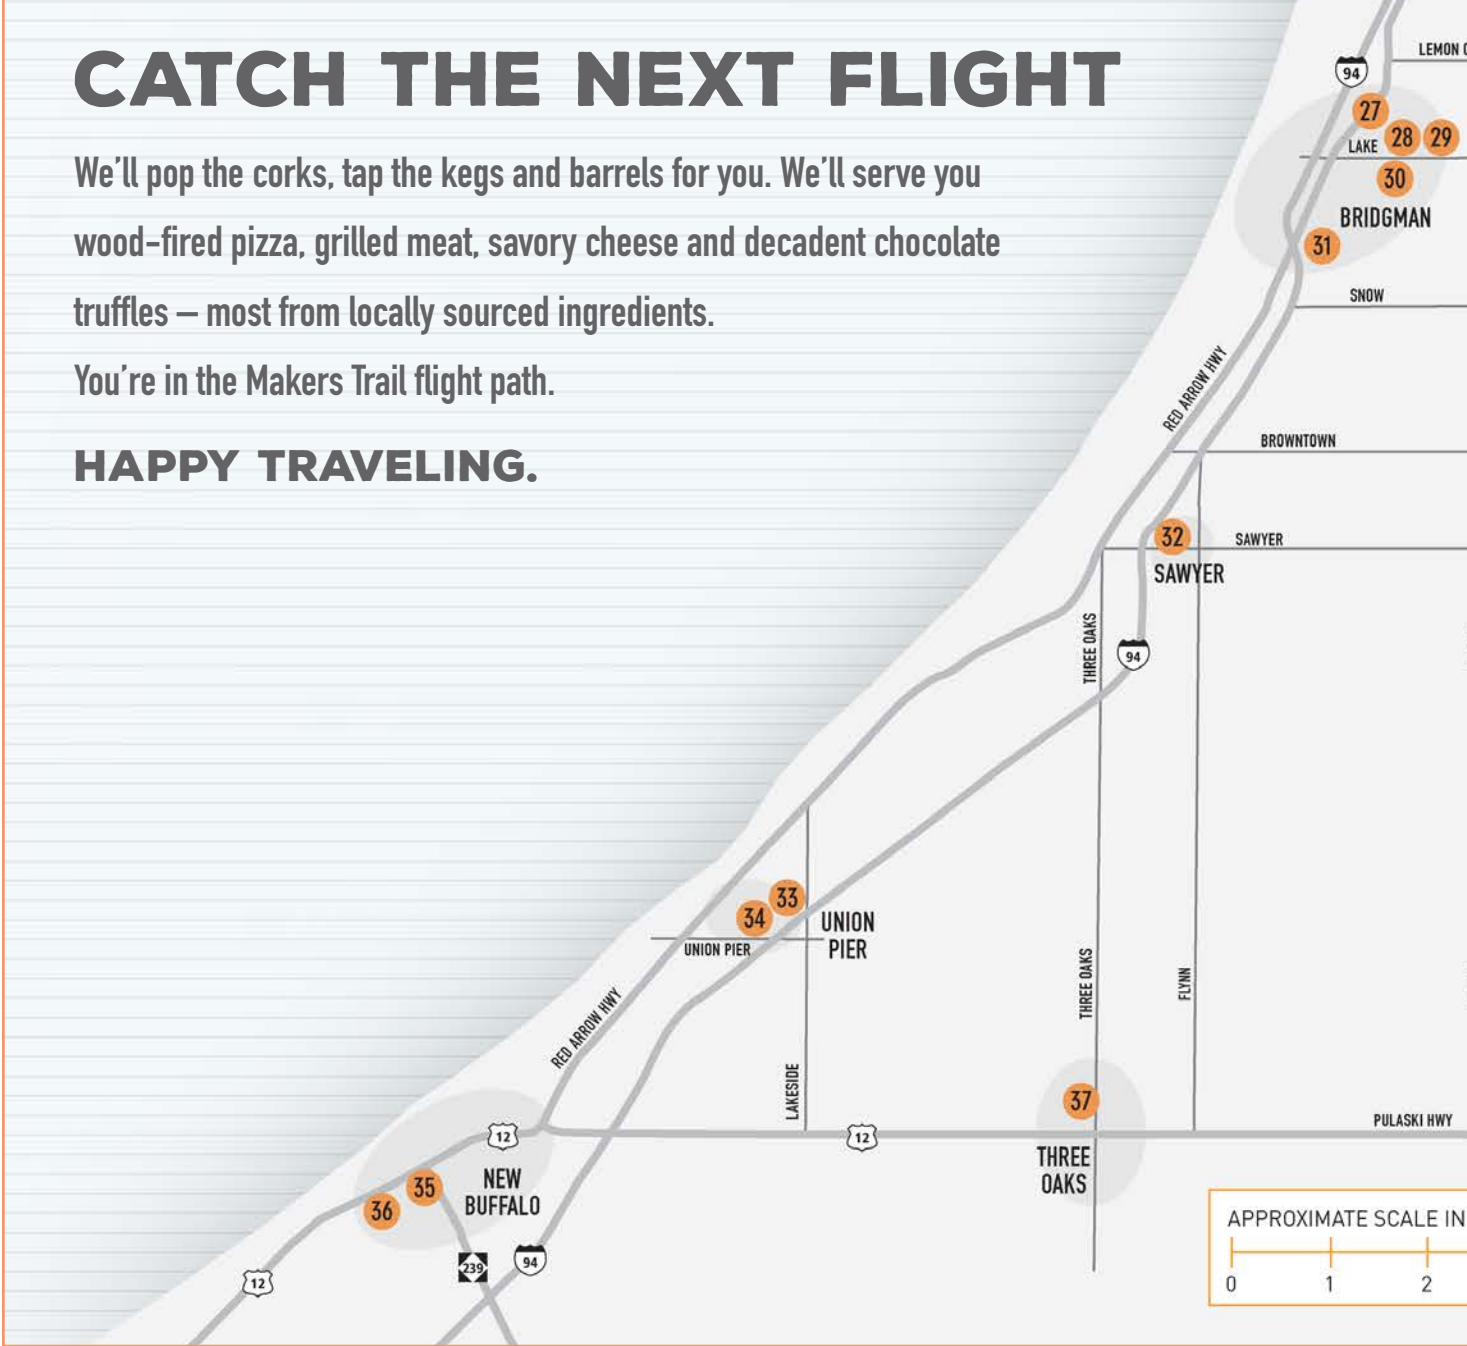 CATCH THE NEXT FLIGHT
We'll pop the corks, tap the kegs and barrels for you. We'll serve you
wood-fired pizza, grilled meat, savory cheese and decadent chocolate
truffles – most from locally sourced ingredients.
You're in the Makers Trail flight path.
HAPPY TRAVELING.
LEMON
94
27
28
29
LAKE
30
BRIDGMAN
31
SNOW
RED ARROW HWY
BROWNTOWN
32
SAWYER
SAWYER
THREE OAKS
94
33
34
UNION
PIER
UNION PIER
THREE OAKS
FLYNN
RED ARROW HWY
LAKESIDE
37
PULASKI HWY
12
12
THREE
OAKS
NEW
BUFFALO
35
36
239
94
12
APPROXIMATE SCALE IN
0
1
2